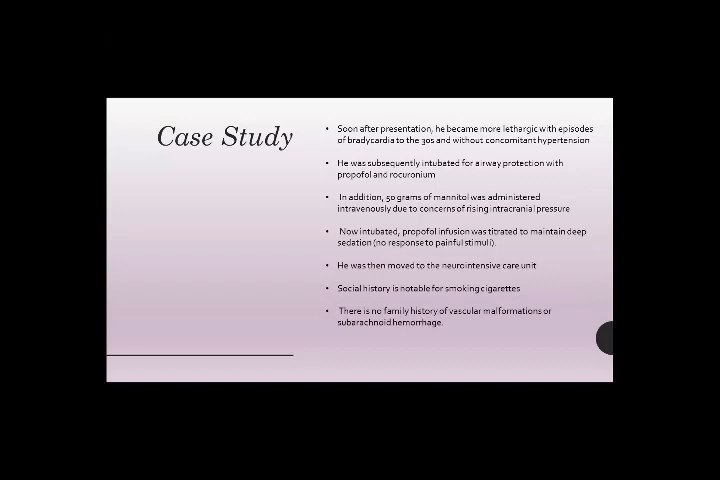 Case Study
• Soon after presentation, he became more lethargic with episodes
of bradycardia to the 30s and without concomitant hypertension
• He was subsequently intubated for airway protection with
propofol and rocuronium
• In addition, 50 grams of mannitol was administered
intravenously due to concerns of rising intracranial pressure
• Now intubated, propofol infusion was titrated to maintain deep
sedation (no response to painful stimuli).
• He was then moved to the neurointensive care unit
• Social history is notable for smoking cigarettes
• There is no family history of vascular malformations or
subarachnoid hemorrhage.